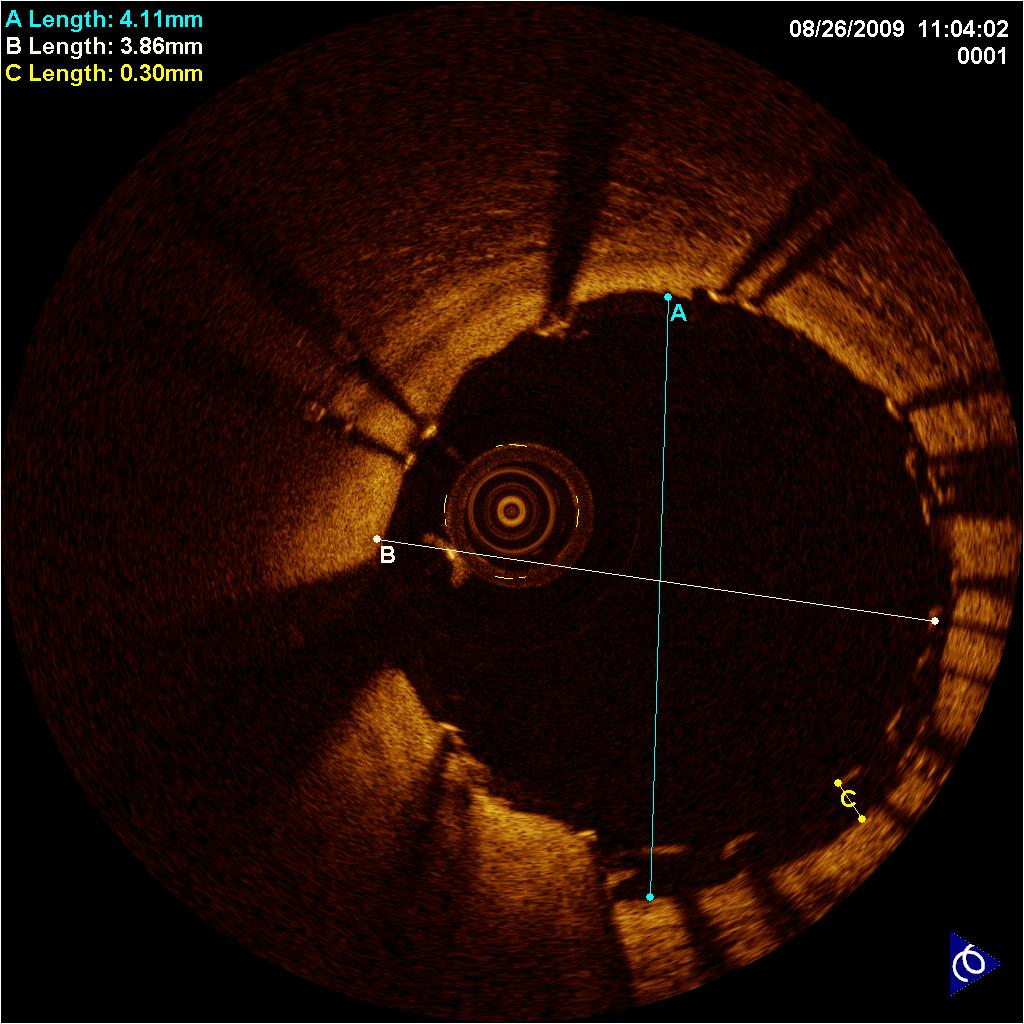 A Length: 4.11mm
B Length: 3.86mm
C Length: 0.30mm
08/26/2009 11:04:02
0001
A
B
C